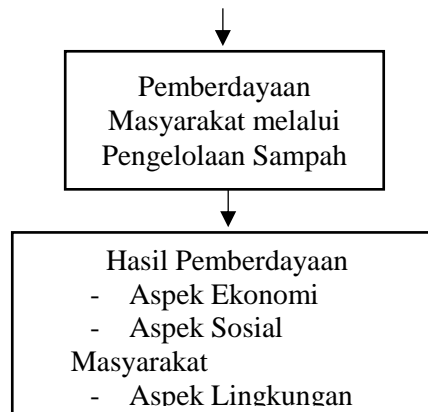 Pemberdayaan
Masyarakat melalui
Pengelolaan Sampah
Hasil Pemberdayaan
- Aspek Ekonomi
- Aspek Sosial
Masyarakat
- Aspek Lingkungan